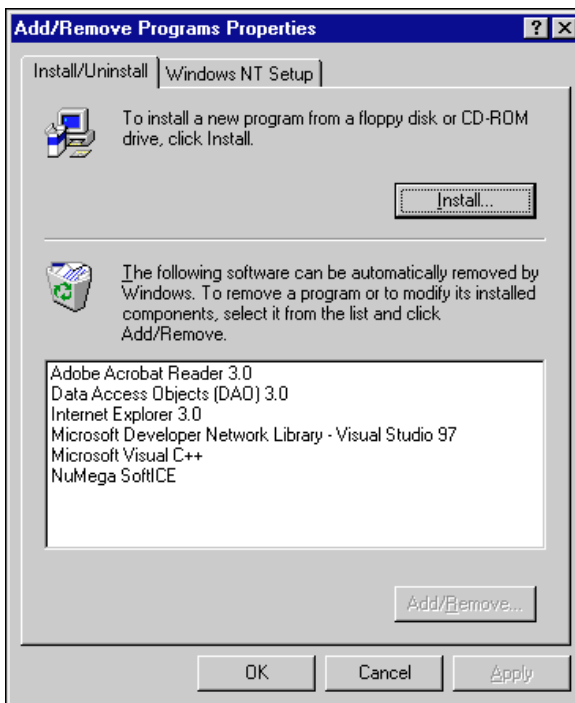 Add/Remove Programs Properties
Install/Uninstall
Windows NT Setup
To install a new program from a floppy disk or CD-ROM
drive, click Install.
Install...
The following software can be automatically removed by
Windows. To remove a program or to modify its installed
components, select it from the list and click
Add/Remove.
Adobe Acrobat Reader 3.0
Data Access Objects (DAO) 3.0
Internet Explorer 3.0
Microsoft Developer Network Library - Visual Studio 97
Microsoft Visual C++
NuMega SoftICE
Add/Remove...
OK
Cancel
Apply